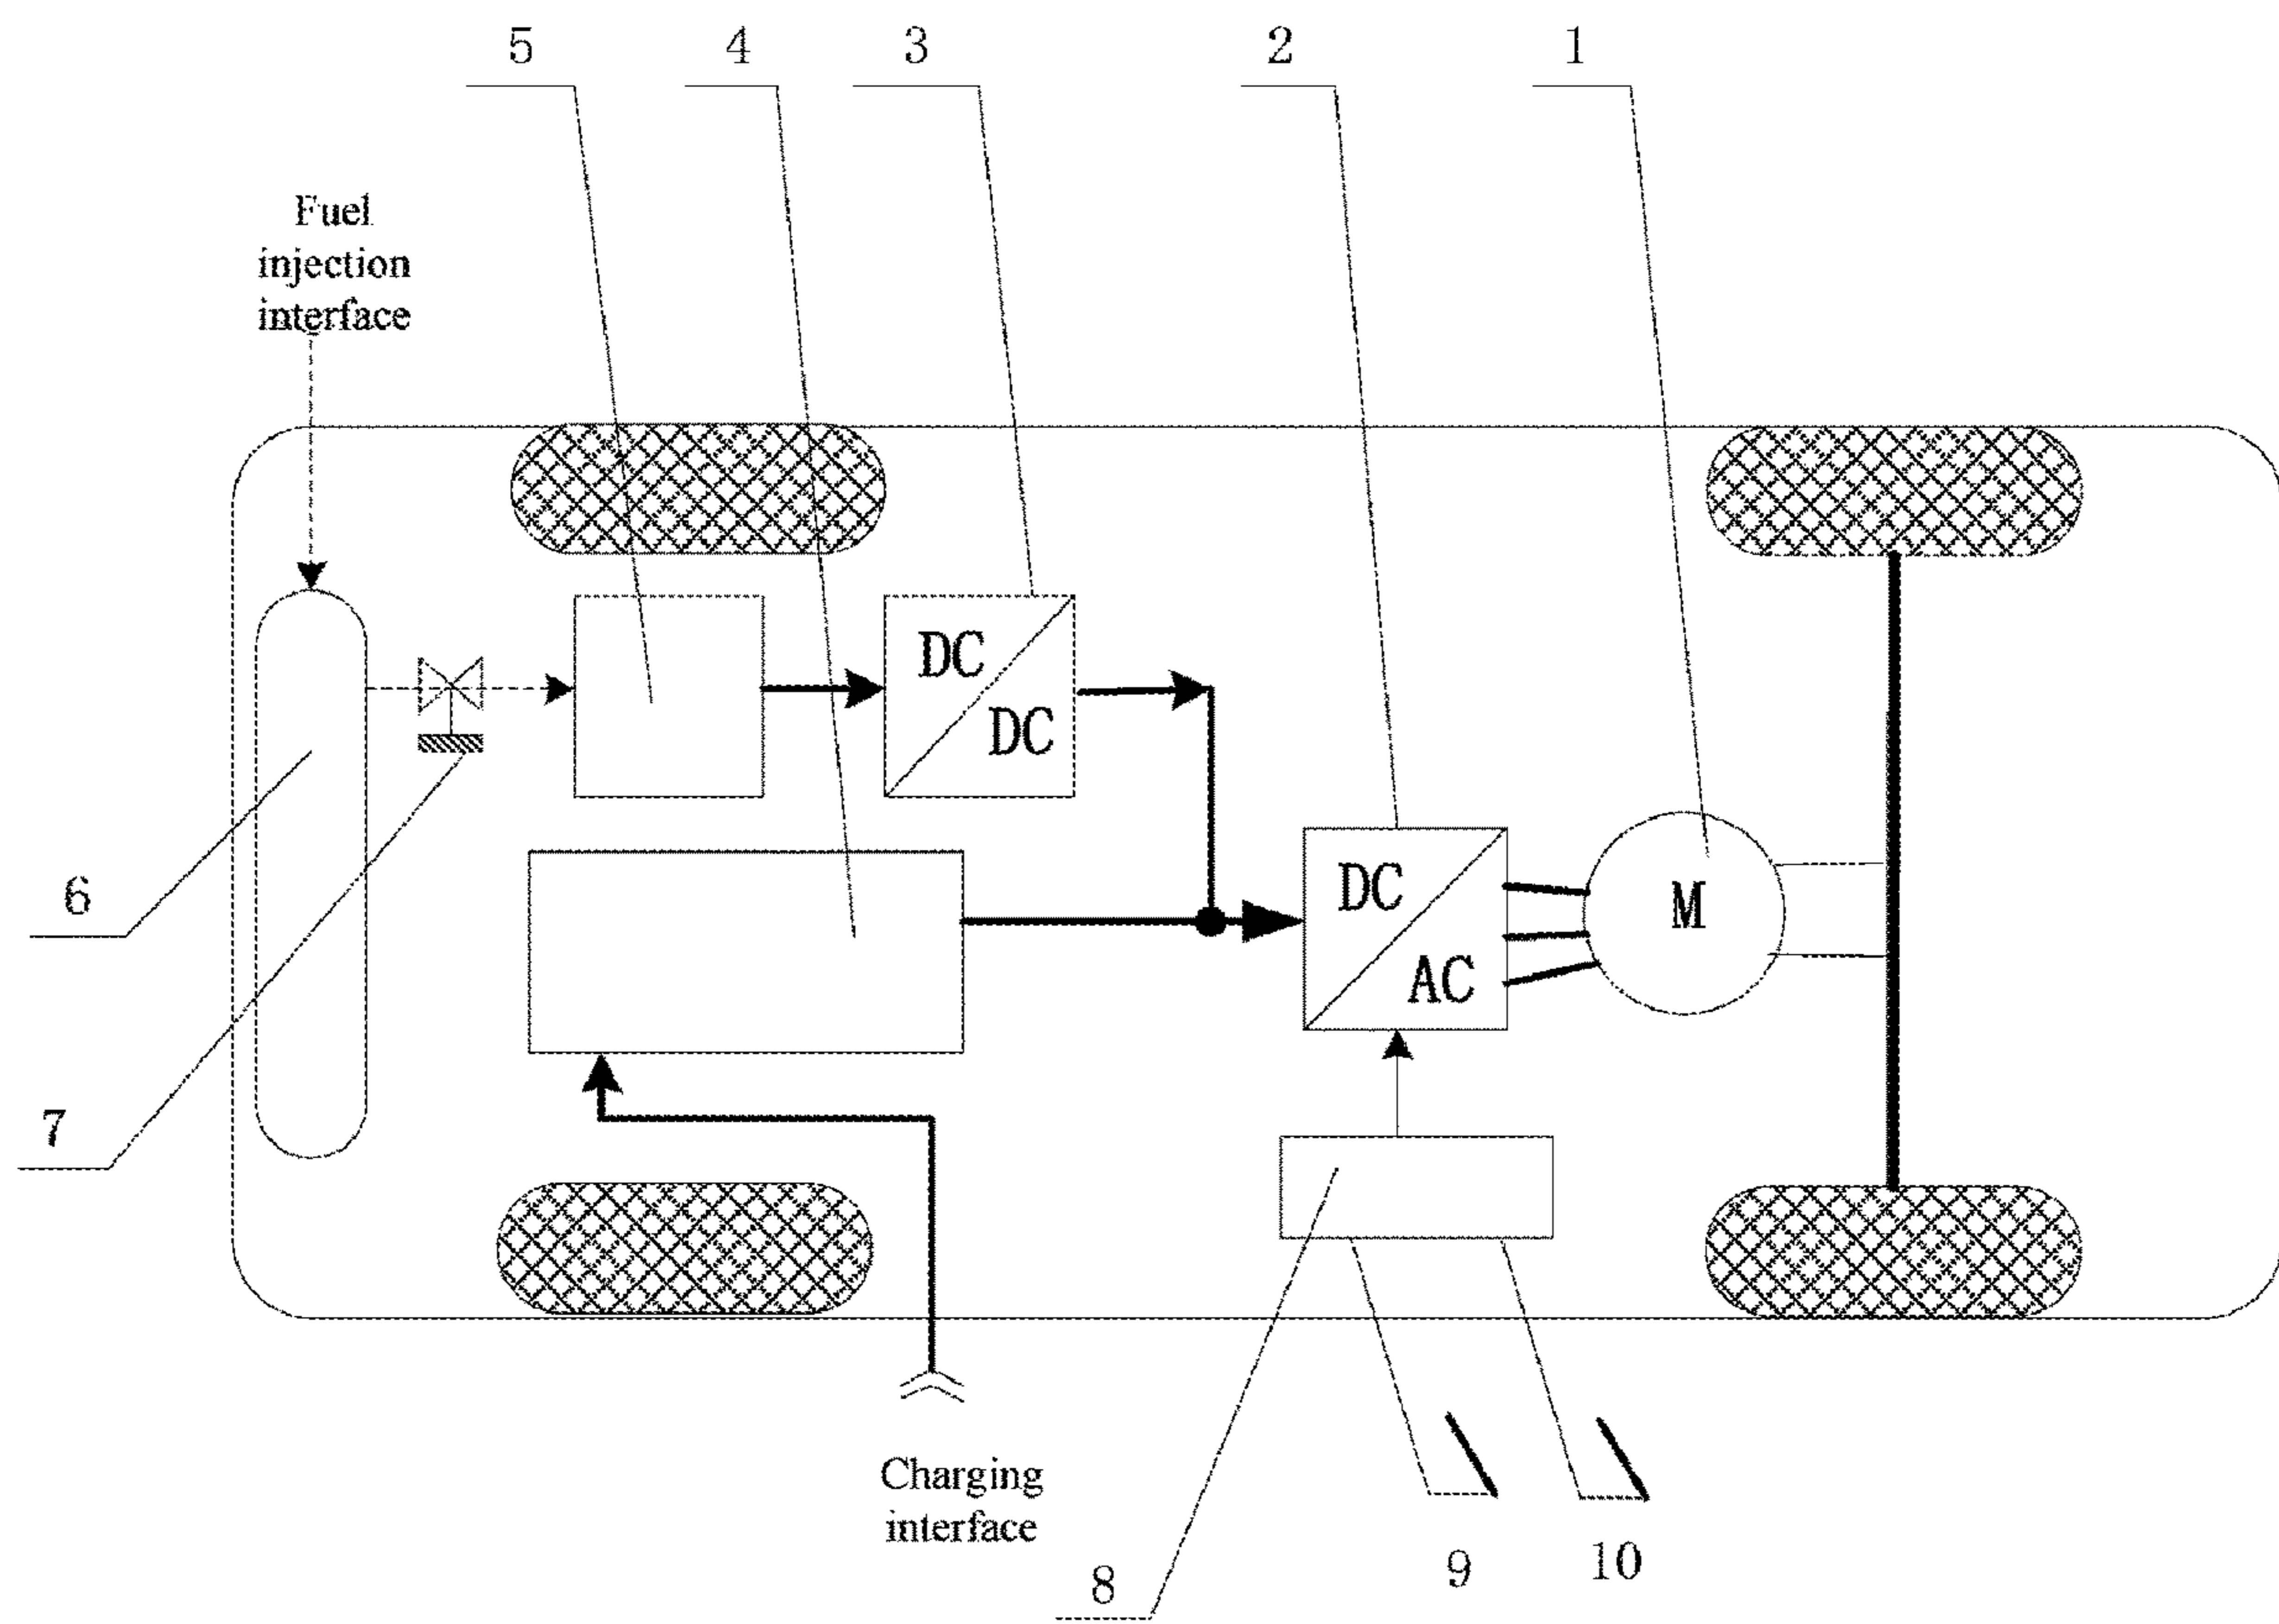 5 4 3 2 1
Fuel
injection
interface
DC
DC
6
DC
M
AC
7
Charging
interface
8
9
10